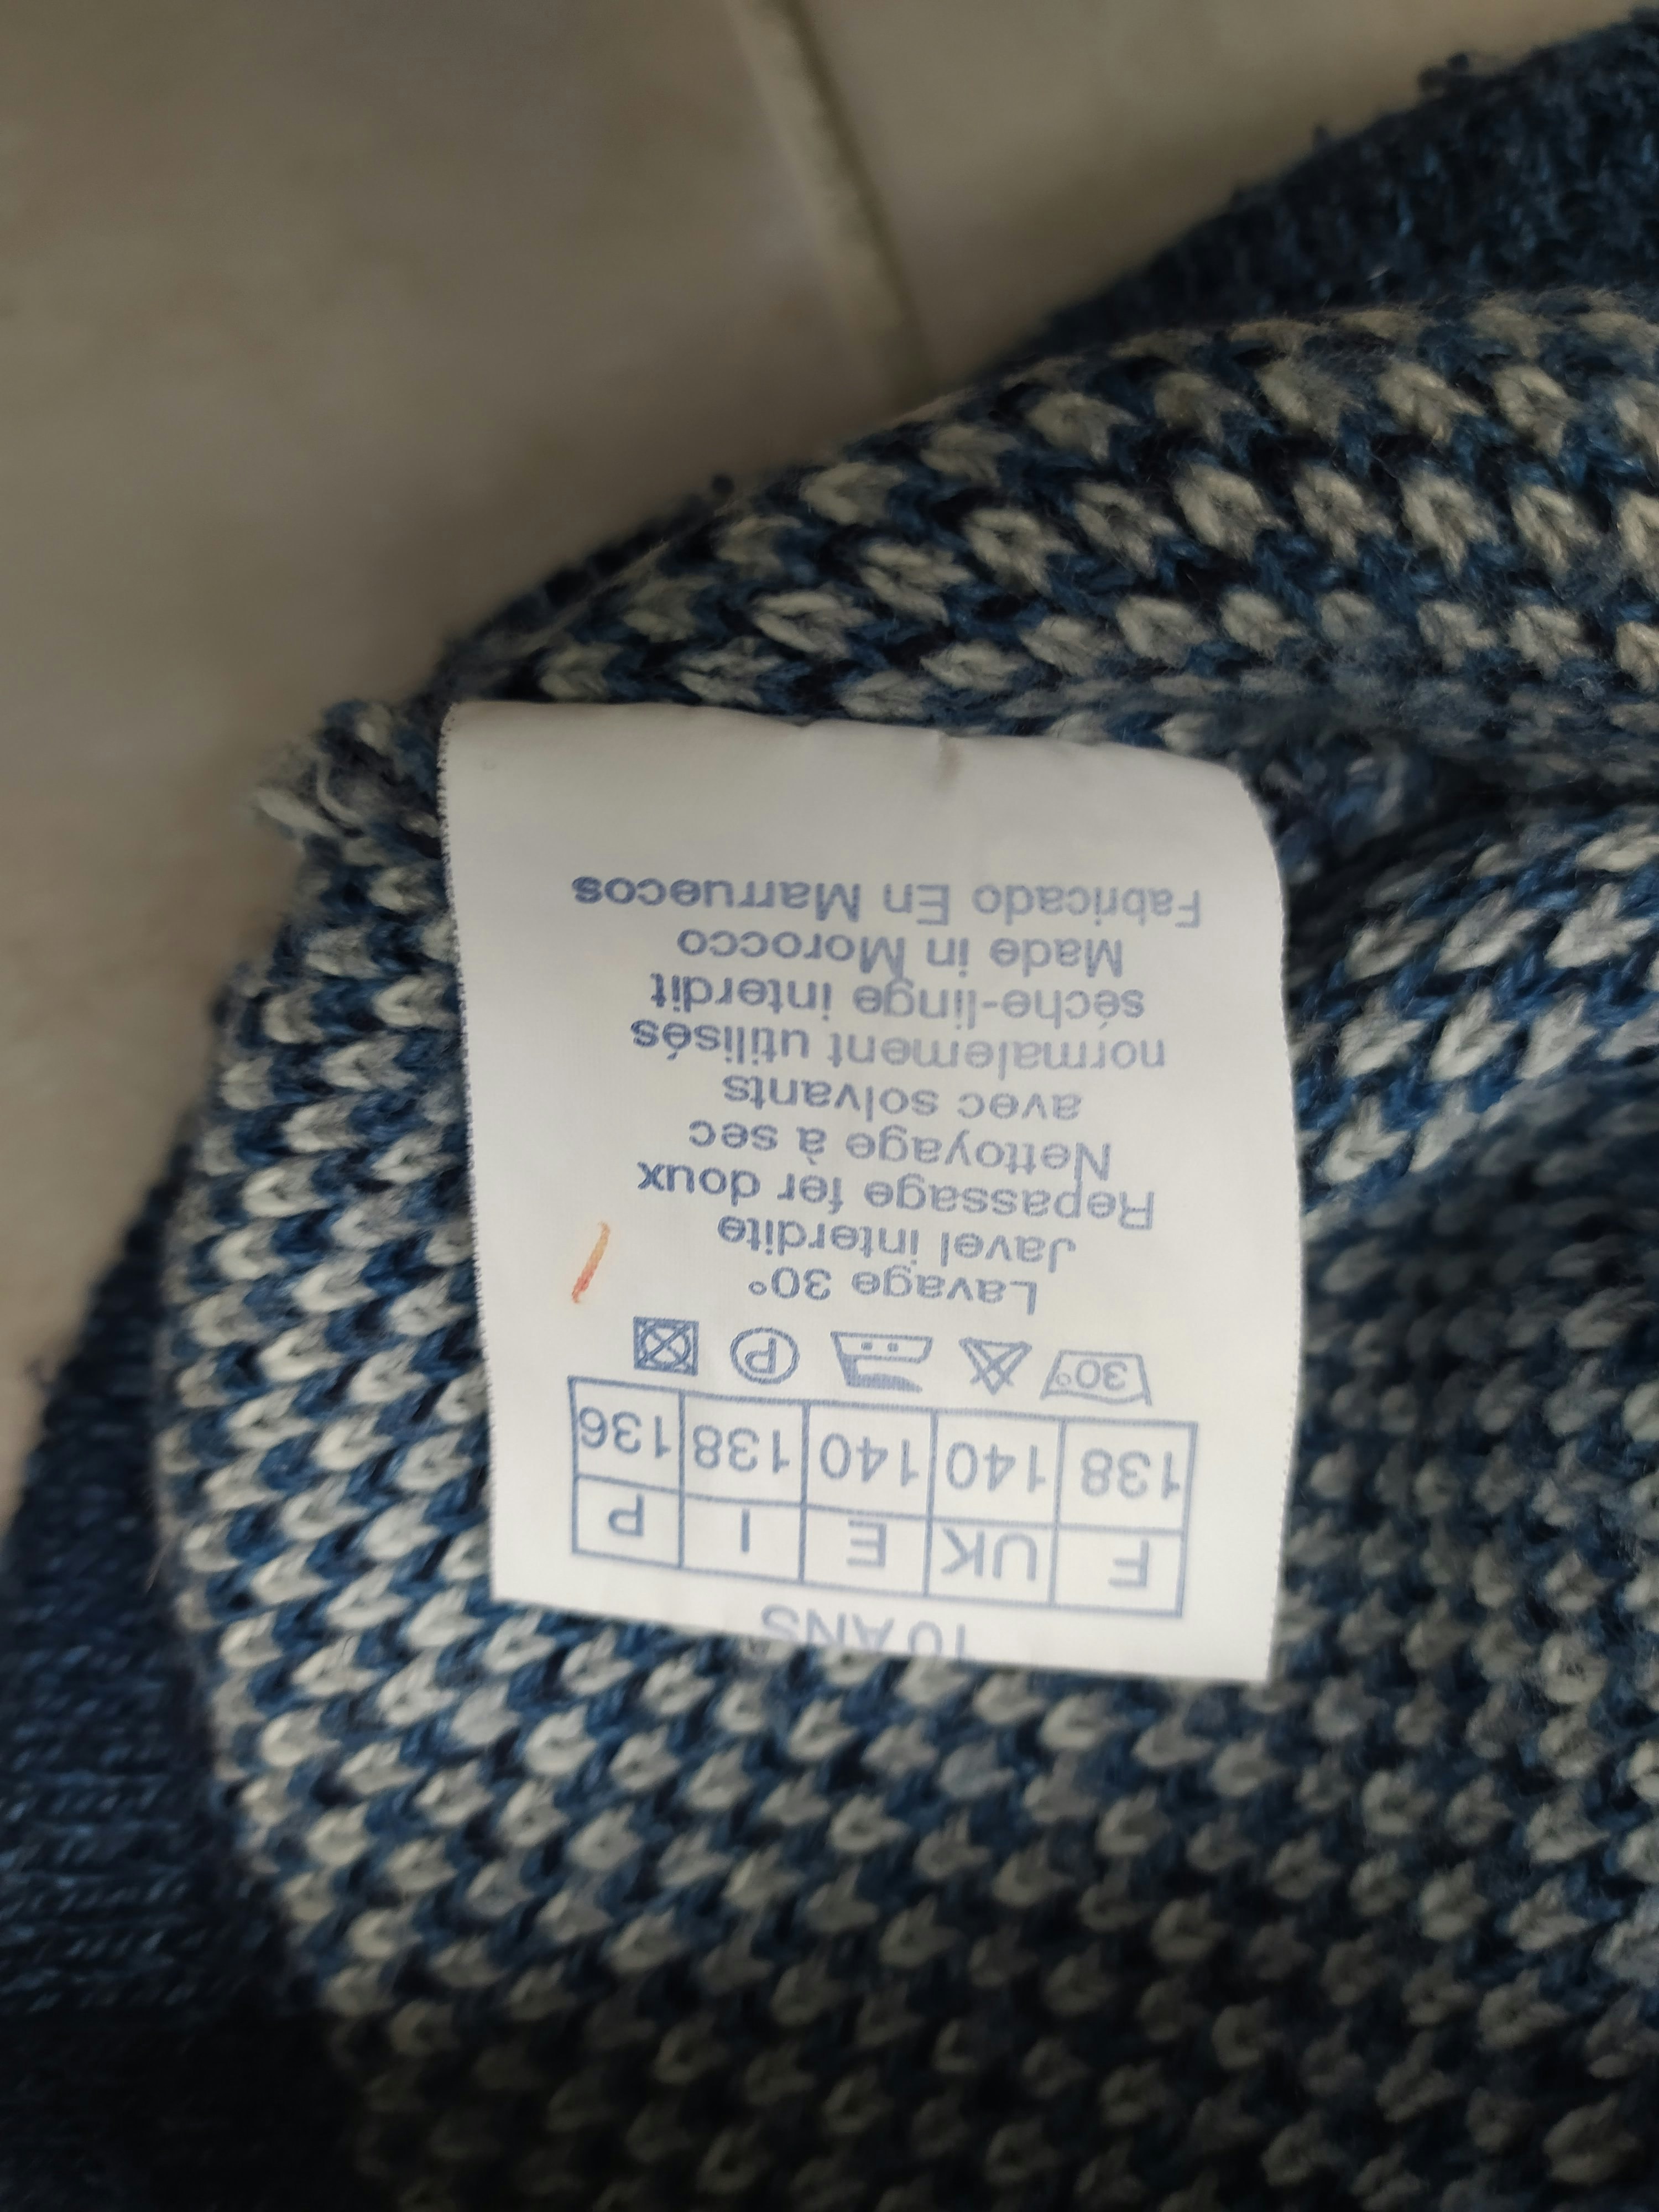 10 ANS
F UK E I P
138 140 140 138 136
30° P
Lavage 30°
Javel interdite
Repassage fer doux
Nettoyage à sec
avec solvants
normalement utilisés
séche-linge interdit
Made in Morocco
Fabricado En Marruecos